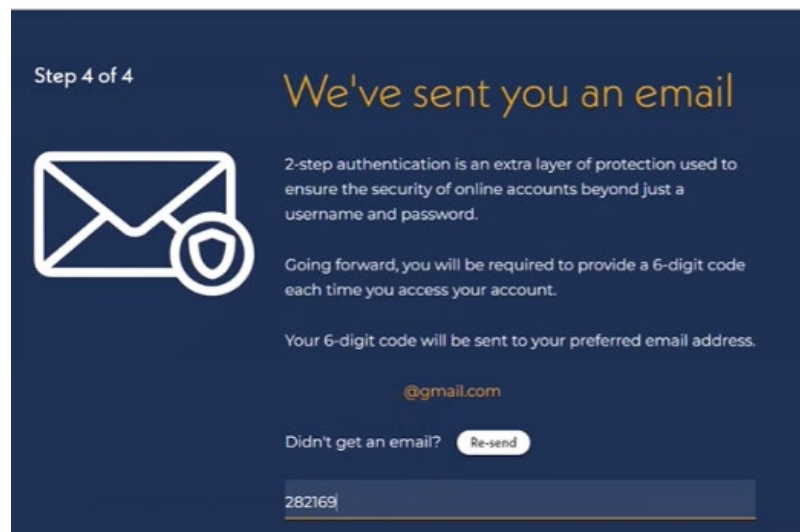 Step 4 of 4
We've sent you an email
2-step authentication is an extra layer of protection used to
ensure the security of online accounts beyond just a
username and password.
Going forward, you will be required to provide a 6-digit code
each time you access your account.
Your 6-digit code will be sent to your preferred email address.
@gmail.com
Didn't get an email? Re-send
282169